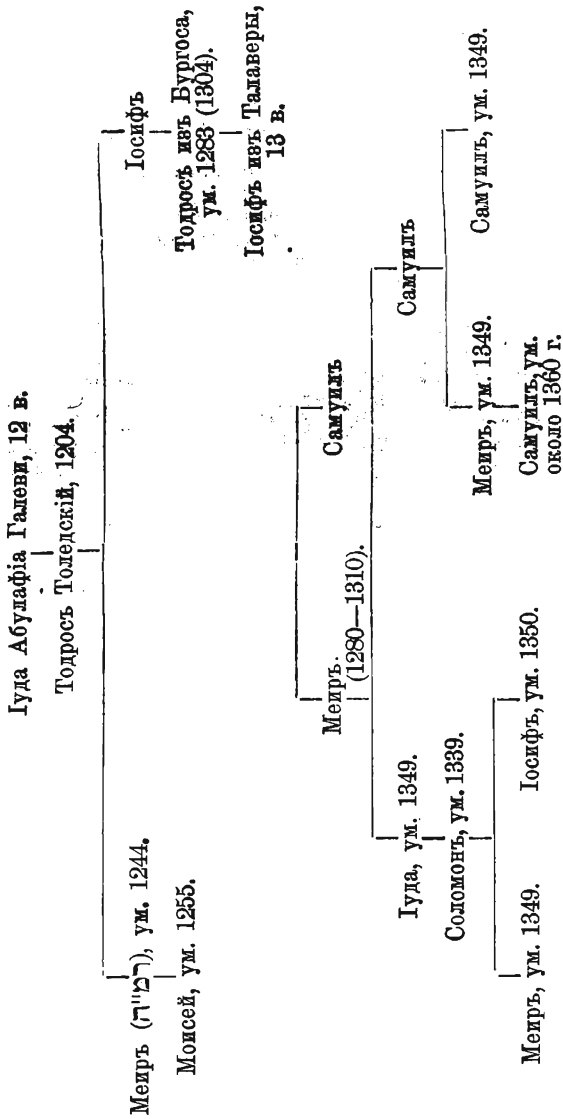 Іуда Абулафіа Галеви, 12 в.
Тодросъ Толедскій, 1204.
Меиръ (רמ"ה), ум. 1244.
Моисей, ум. 1255.
Іосифъ
Тодросъ изъ Бургоса,
ум. 1283 (1304).
Іосифъ изъ Талаверы,
13 в.
Меиръ.
(1280—1310).
Самуилъ
Іуда, ум. 1349.
Соломонъ, ум. 1339.
Меиръ, ум. 1349.
Іосифъ, ум. 1350.
Самуилъ
Меиръ, ум. 1349.
Самуилъ, ум.
около 1360 г.
Самуилъ, ум. 1349.